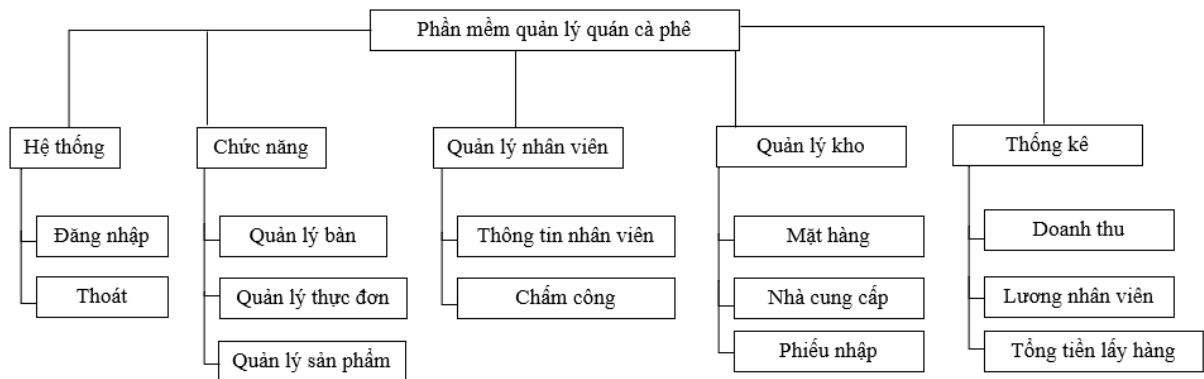 Phần mềm quản lý quán cà phê
Hệ thống
Chức năng
Quản lý nhân viên
Quản lý kho
Thống kê
Đăng nhập
Quản lý bàn
Thông tin nhân viên
Mặt hàng
Doanh thu
Thoát
Quản lý thực đơn
Chấm công
Nhà cung cấp
Lương nhân viên
Quản lý sản phẩm
Phiếu nhập
Tổng tiền lấy hàng